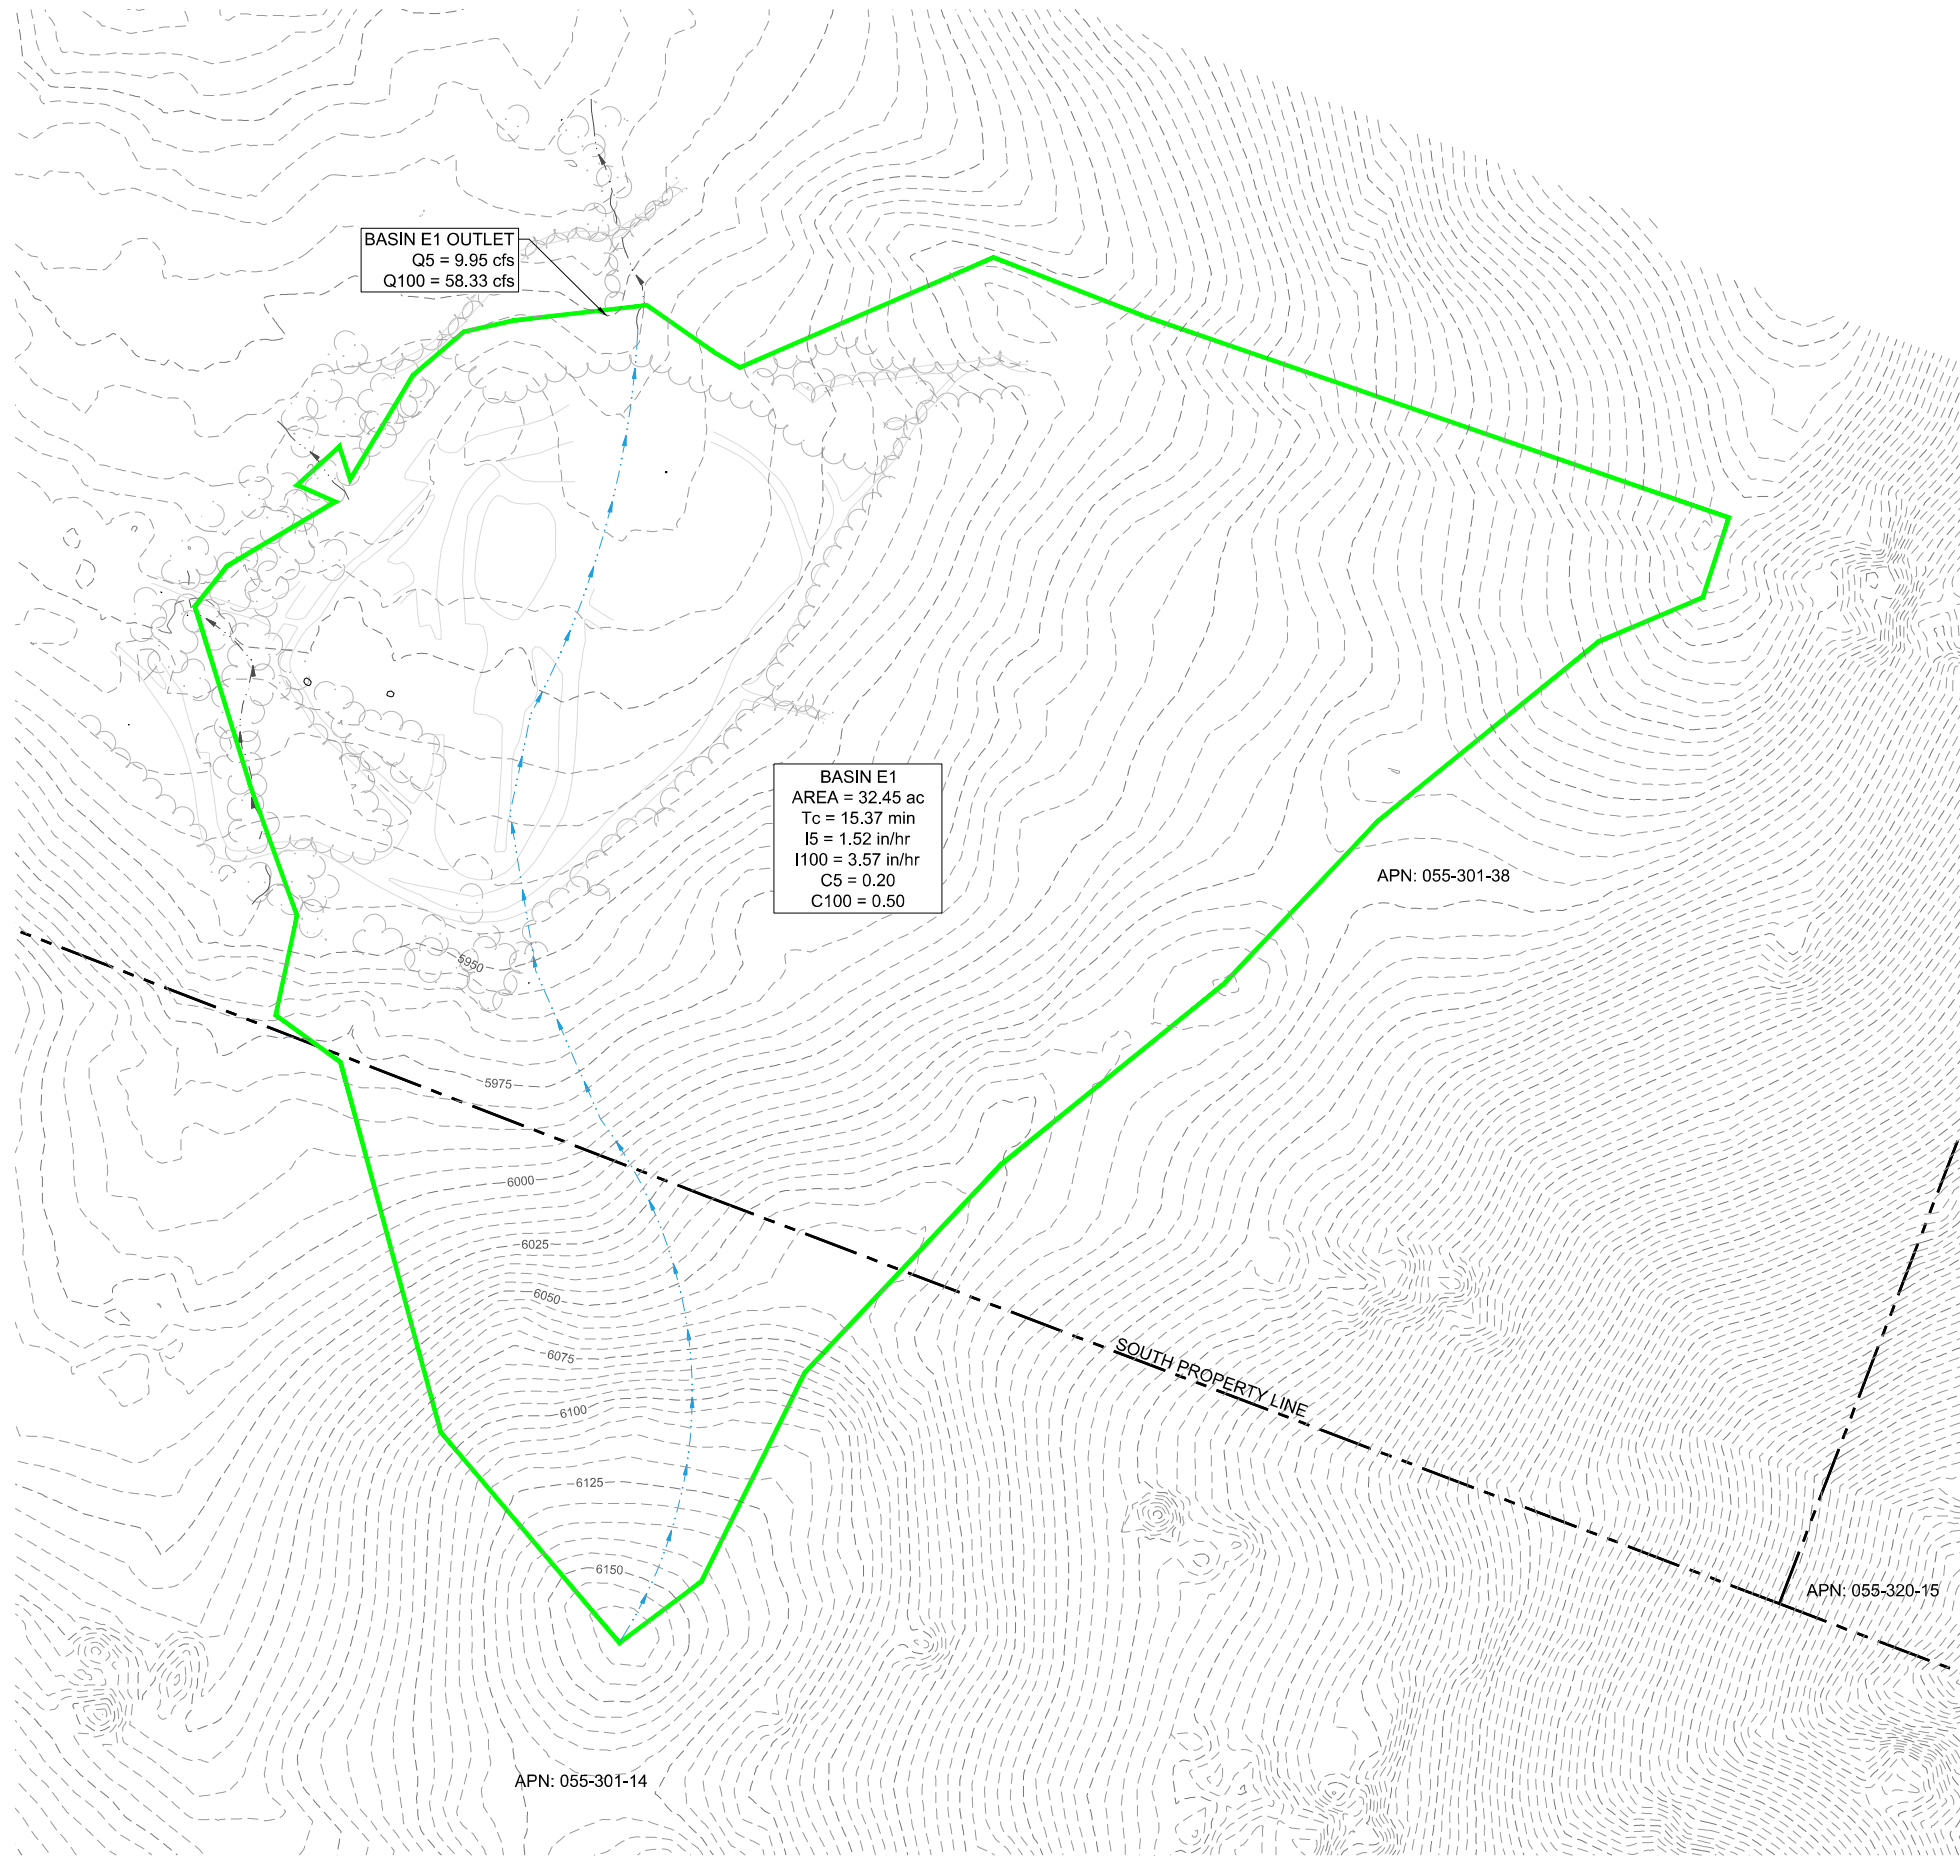 BASIN E1 OUTLET
Q5 = 9.95 cfs
Q100 = 58.33 cfs
BASIN E1
AREA = 32.45 ac
Tc = 15.37 min
I5 = 1.52 in/hr
I100 = 3.57 in/hr
C5 = 0.20
C100 = 0.50
APN: 055-301-38
5950
5975
6000
6025
6050
6075
6100
6125
6150
SOUTH PROPERTY LINE
APN: 055-320-15
APN: 055-301-14